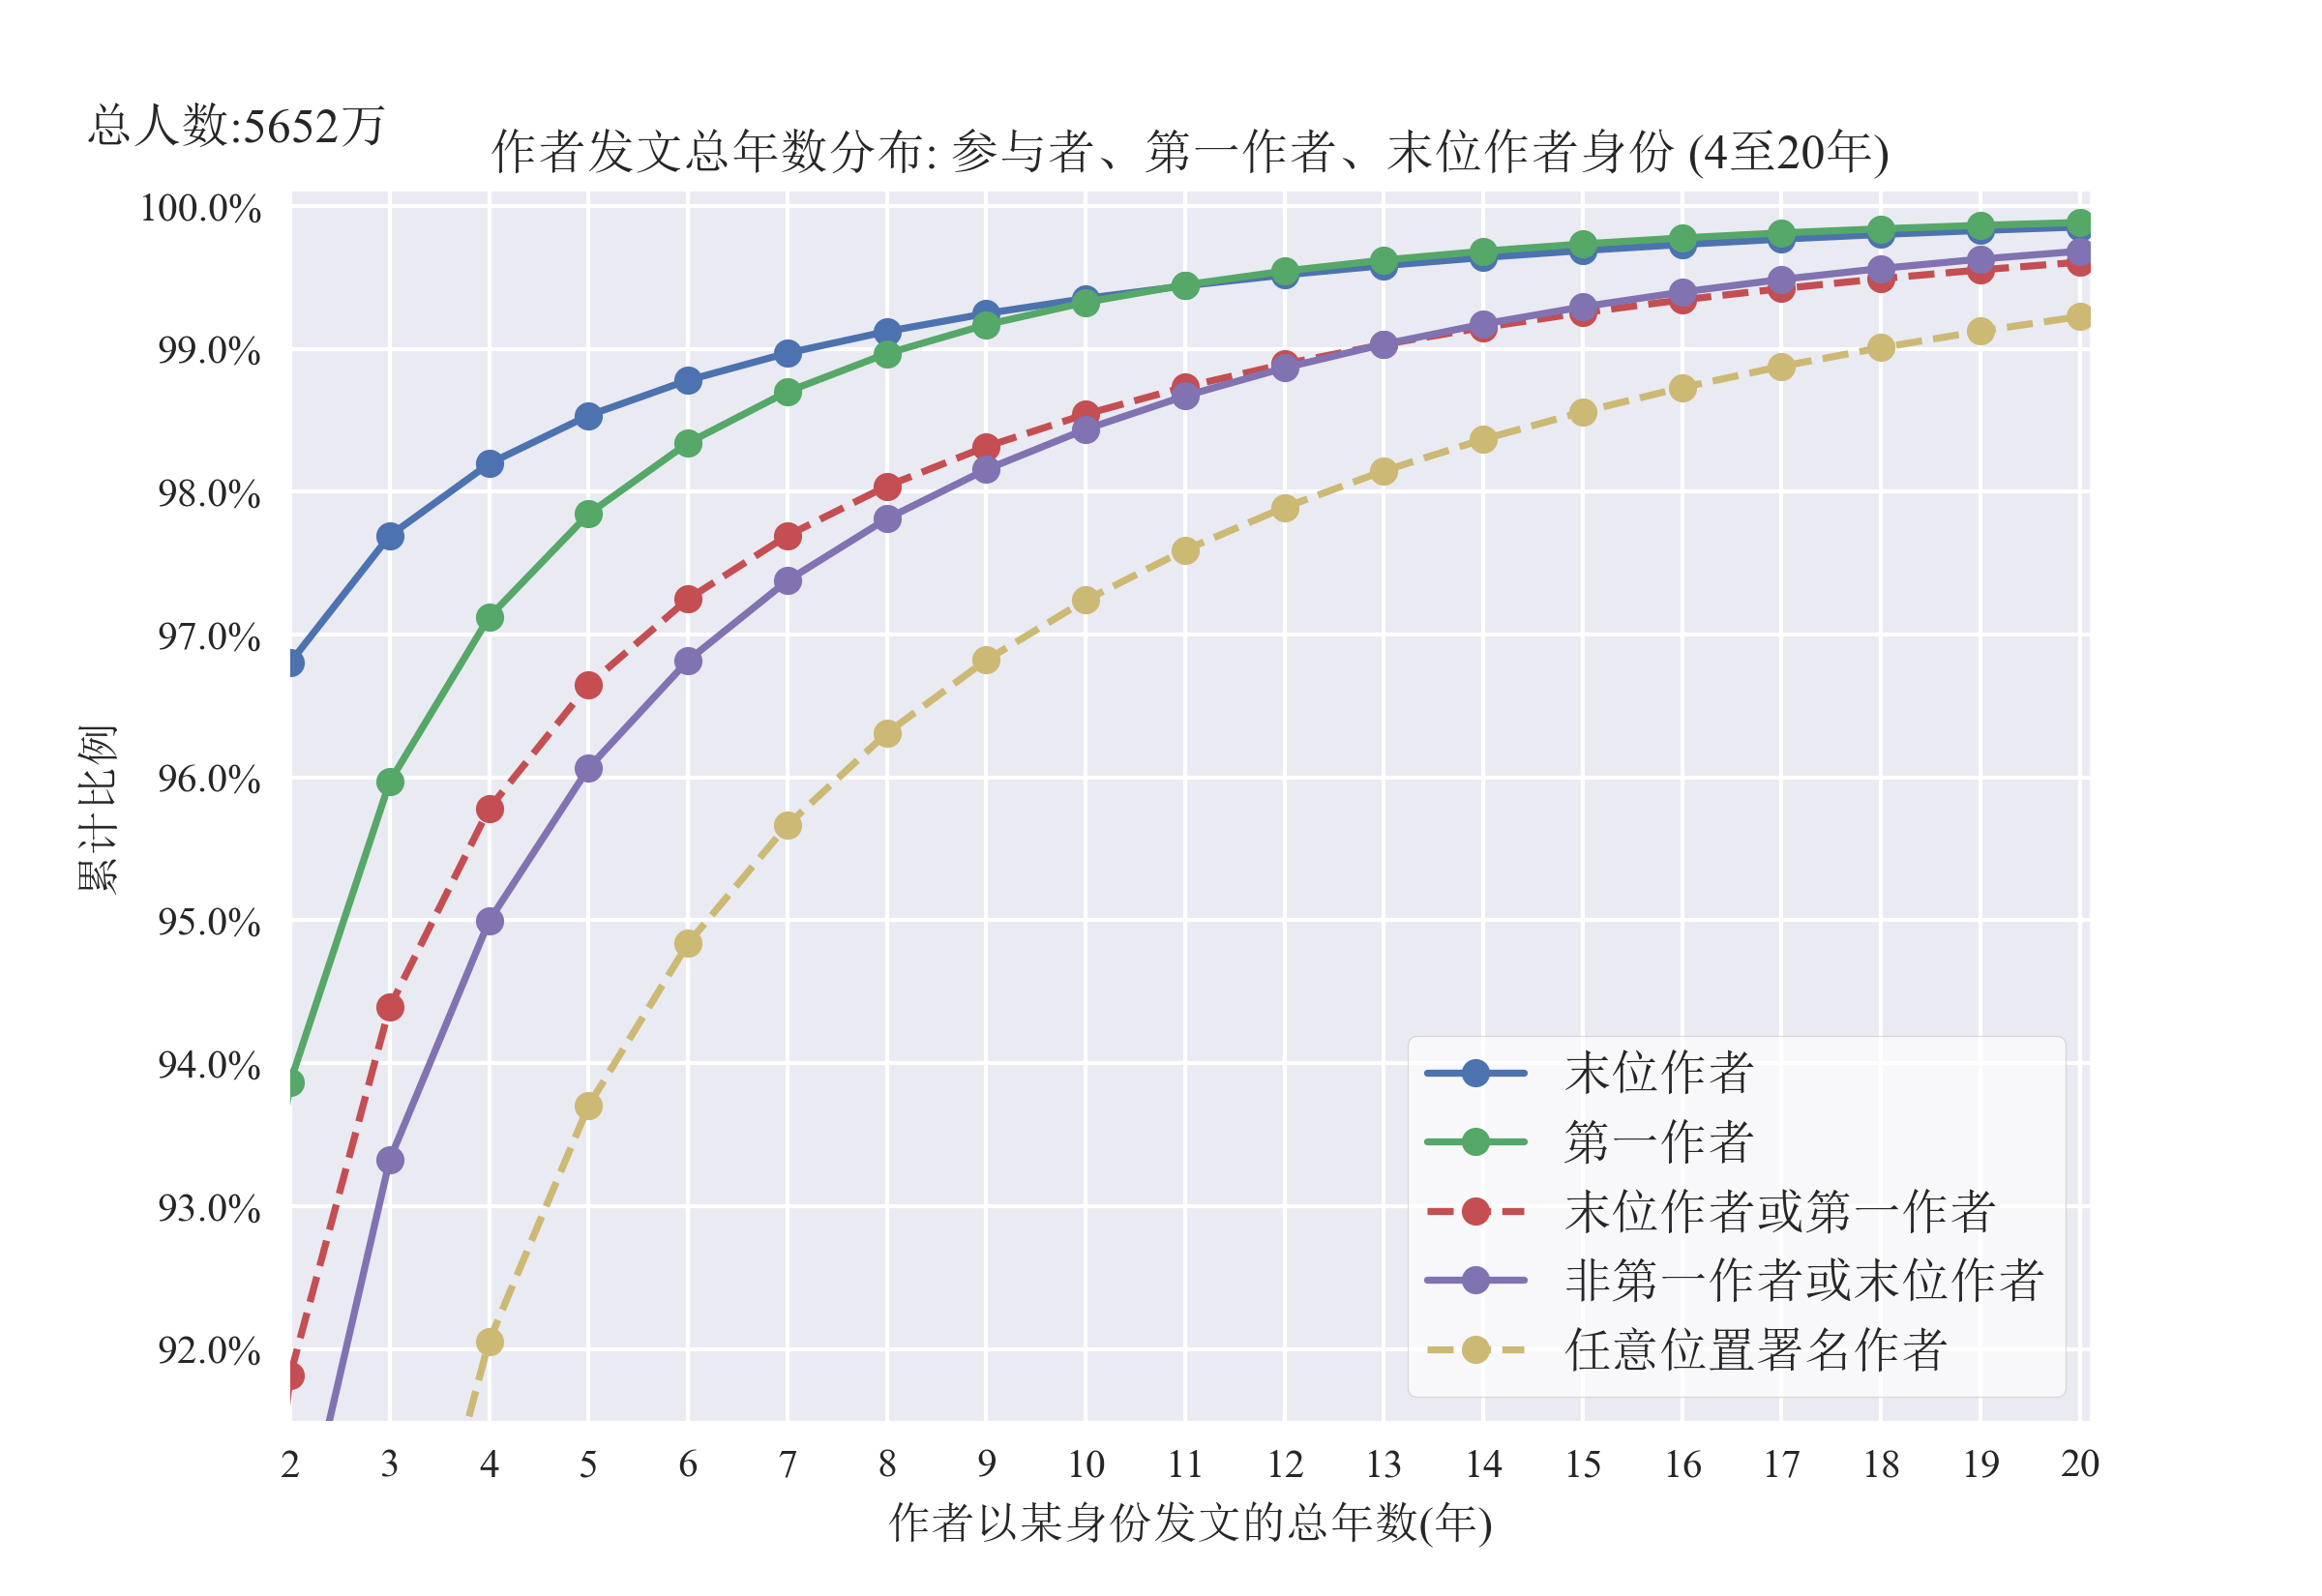 总人数:5652万
作者发文总年数分布: 参与者、第一作者、末位作者身份 (4至20年)
100.0%
99.0%
98.0%
97.0%
96.0%
95.0%
94.0%
93.0%
92.0%
累计比例
末位作者
第一作者
末位作者或第一作者
非第一作者或末位作者
任意位置署名作者
2 3 4 5 6 7 8 9 10 11 12 13 14 15 16 17 18 19 20
作者以某身份发文的总年数(年)